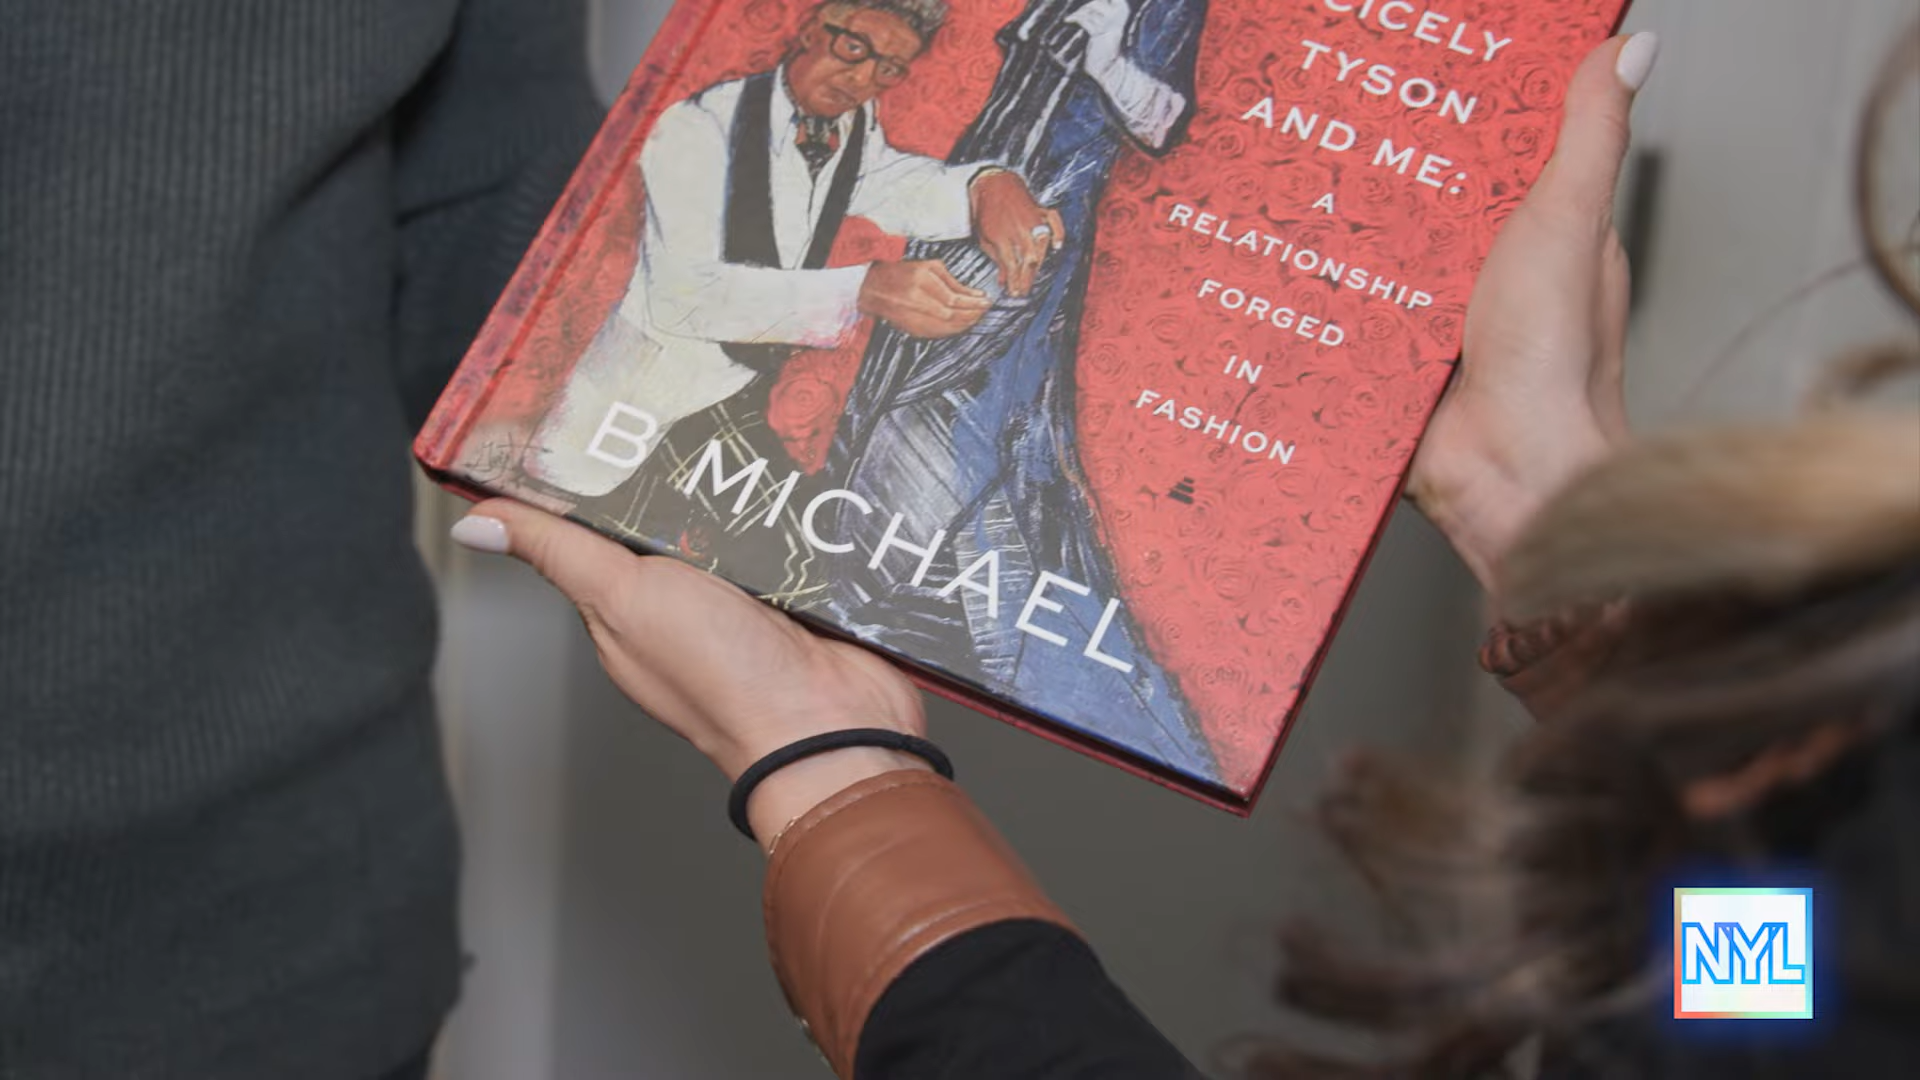 CICELY
TYSON
AND ME:
A
RELATIONSHIP
FORGED
IN
FASHION
B MICHAEL
NYL